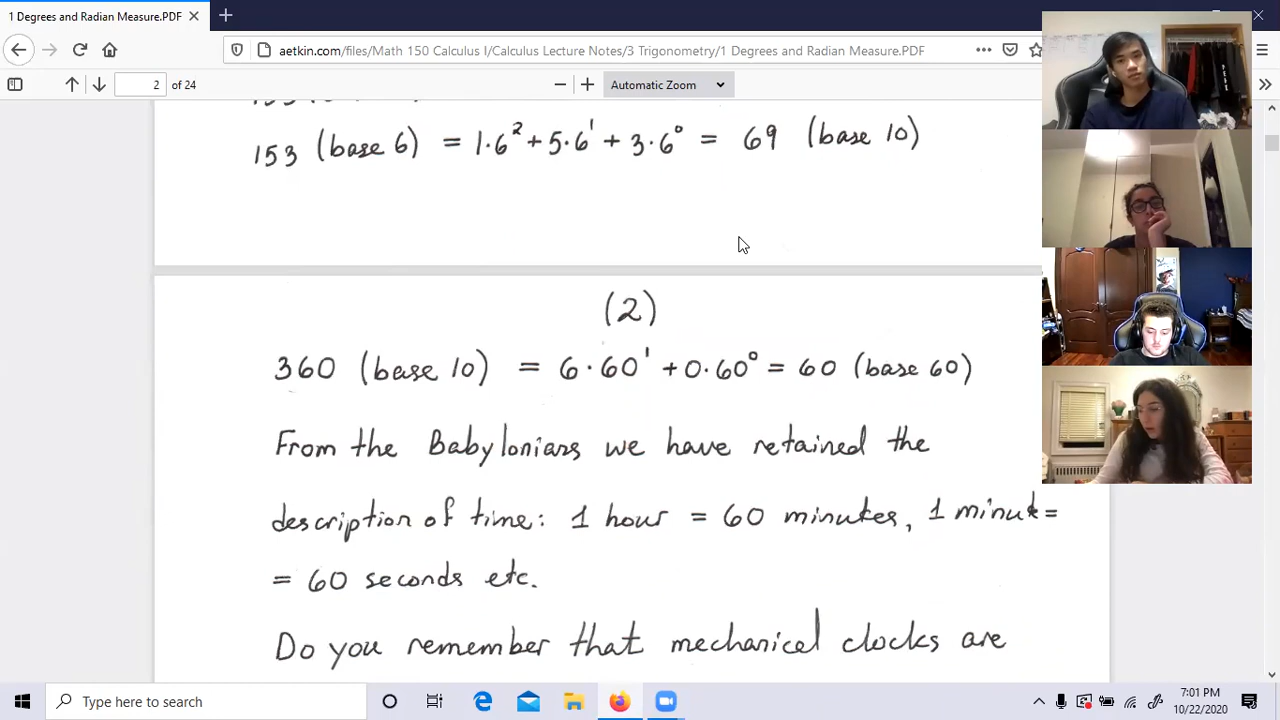 1 Degrees and Radian Measure.PDF
aetkin.com/files/Math 150 Calculus I/Calculus Lecture Notes/3 Trigonometry/1 Degrees and Radian Measure.PDF
2 of 24
Automatic Zoom
153 (base 6) = 1·6² + 5·6¹ + 3·6⁰ = 69 (base 10)
(2)
360 (base 10) = 6·60¹ + 0·60⁰ = 60 (base 60)
From the Babylonians we have retained the
description of time: 1 hour = 60 minutes, 1 minute =
= 60 seconds etc.
Do you remember that mechanical clocks are
Type here to search
7:01 PM
10/22/2020